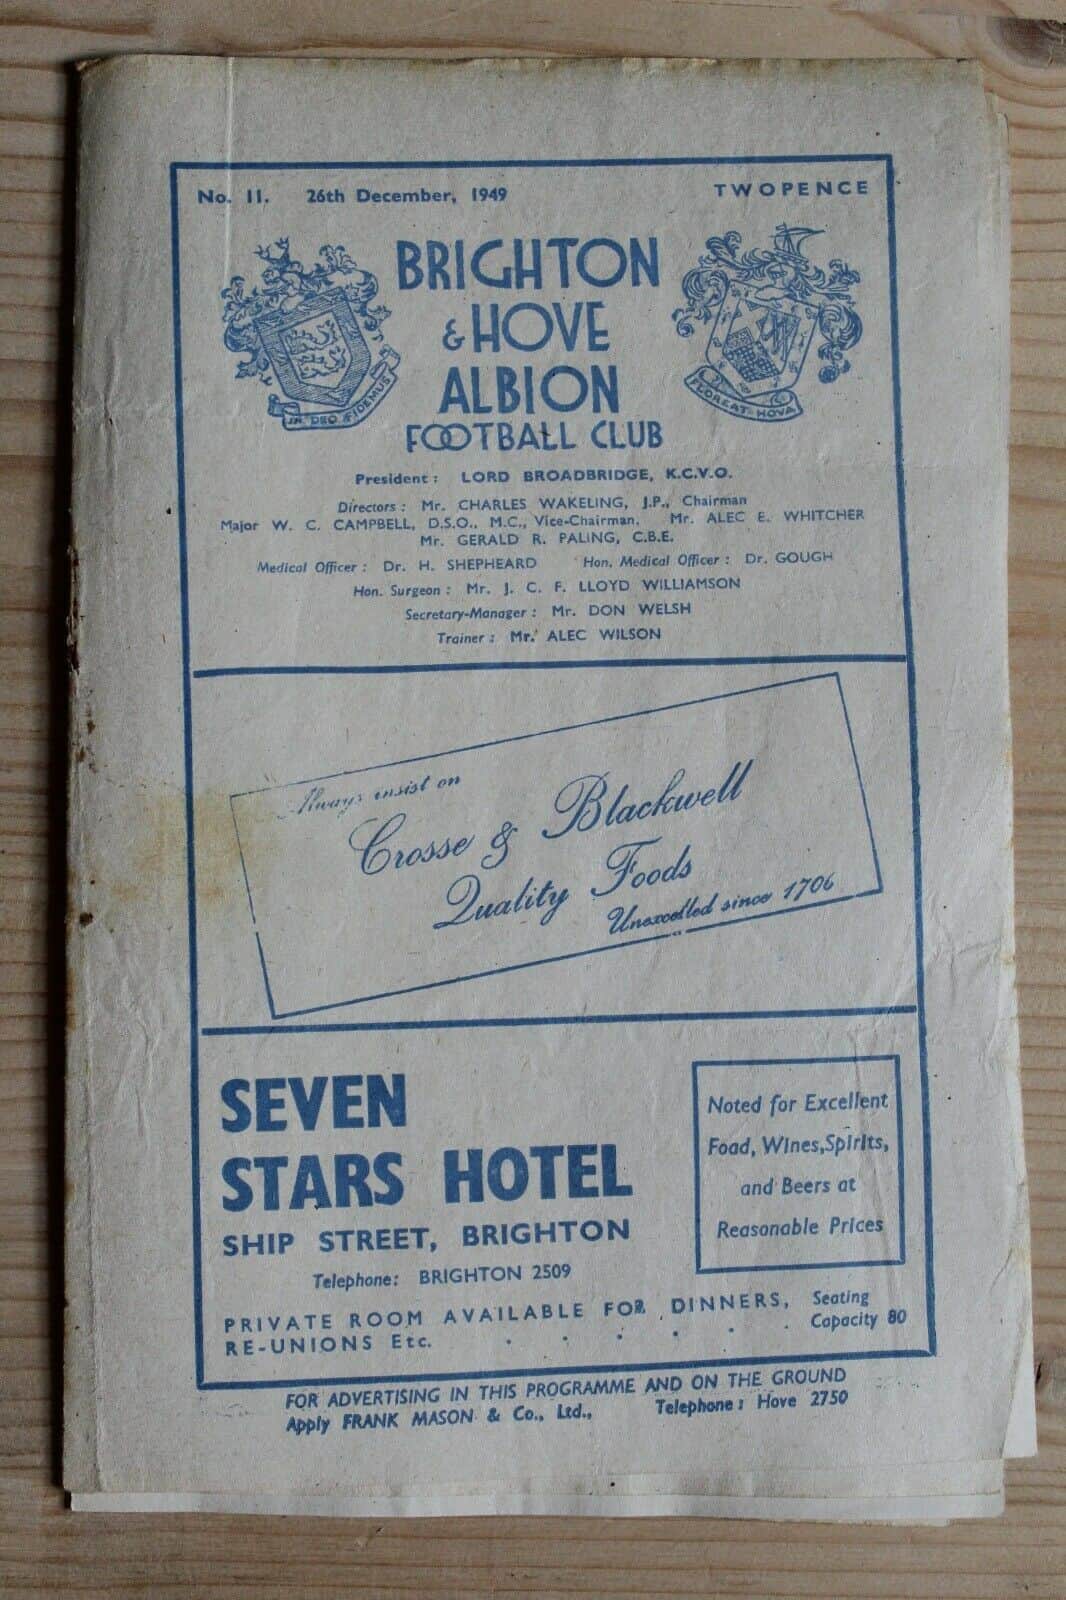 No. 11. 26th December, 1949 TWOPENCE
BRIGHTON
& HOVE
ALBION
FOOTBALL CLUB
IN DEO FIDEMUS
FLOREAT HOVA
President : LORD BROADBRIDGE, K.C.V.O.
Directors : Mr. CHARLES WAKELING, J.P., Chairman
Major W. C. CAMPBELL, D.S.O., M.C., Vice-Chairman. Mr. ALEC E. WHITCHER
Mr. GERALD R. PALING, C.B.E.
Medical Officer : Dr. H. SHEPHEARD Hon. Medical Officer : Dr. GOUGH
Hon. Surgeon : Mr. J. C. F. LLOYD WILLIAMSON
Secretary-Manager : Mr. DON WELSH
Trainer : Mr. ALEC WILSON
Always insist on
Crosse & Blackwell
Quality Foods
Unexcelled since 1706
SEVEN
STARS HOTEL
SHIP STREET, BRIGHTON
Telephone: BRIGHTON 2509
Noted for Excellent
Food, Wines, Spirits,
and Beers at
Reasonable Prices
PRIVATE ROOM AVAILABLE FOR DINNERS, Seating
RE-UNIONS Etc. . . . . . . Capacity 80
FOR ADVERTISING IN THIS PROGRAMME AND ON THE GROUND
Apply FRANK MASON & Co., Ltd., Telephone : Hove 2750